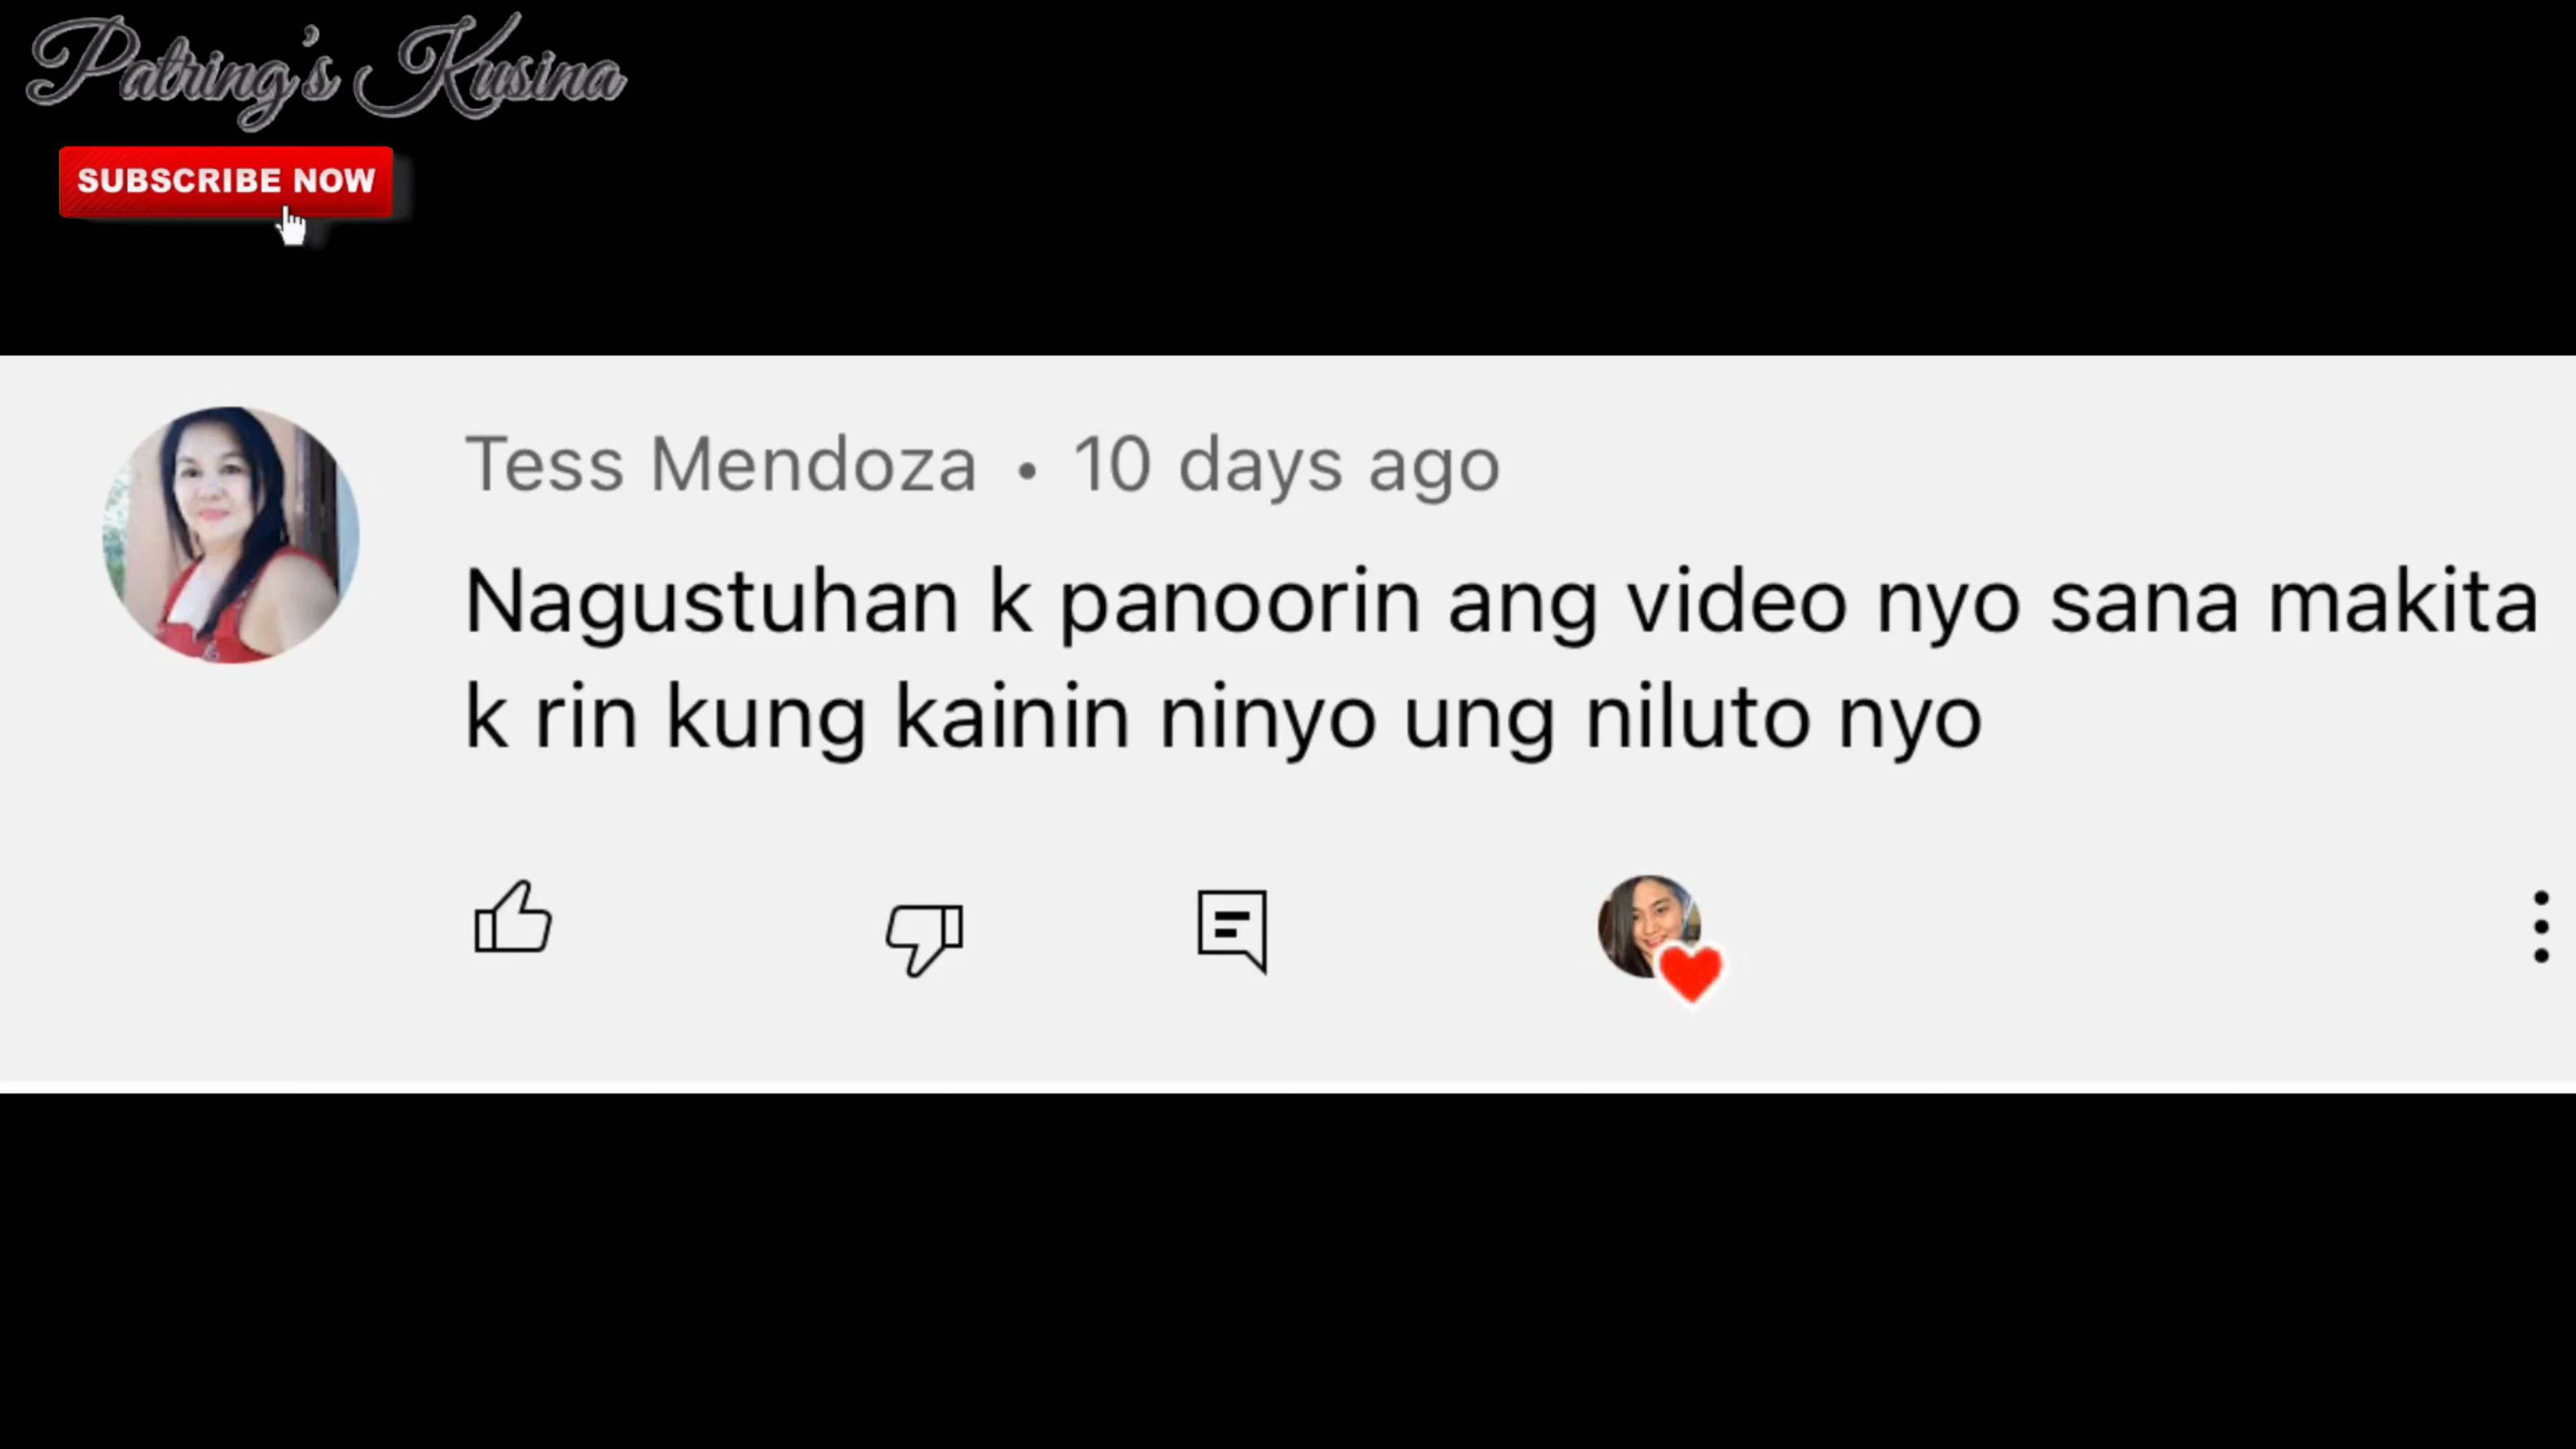 Patring's Kusina
SUBSCRIBE NOW
Tess Mendoza • 10 days ago
Nagustuhan k panoorin ang video nyo sana makita
k rin kung kainin ninyo ung niluto nyo